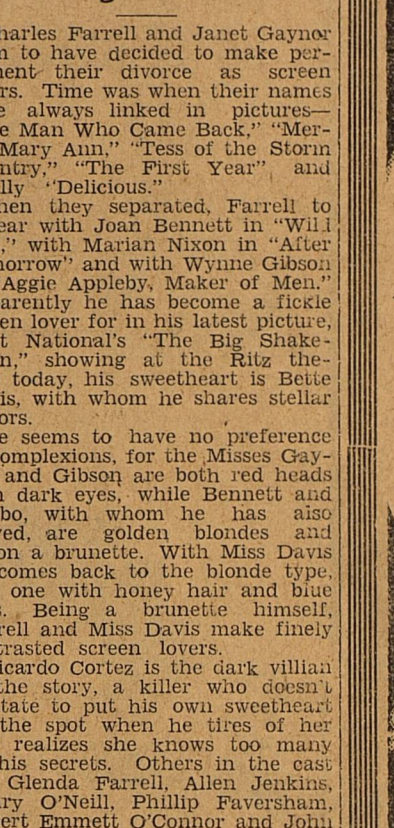 harles Farrell and Janet Gaynor
n to have decided to make per-
nent their divorce as screen
rs. Time was when their names
e always linked in pictures—
e Man Who Came Back," "Mer-
Mary Ann," "Tess of the Storm
ntry," "The First Year" and
lly "Delicious."
hen they separated, Farrell to
ear with Joan Bennett in "Wild
," with Marian Nixon in "After
norrow" and with Wynne Gibson
Aggie Appleby, Maker of Men."
parently he has become a fickle
en lover for in his latest picture,
t National's "The Big Shake-
n," showing at the Ritz the-
today, his sweetheart is Bette
is, with whom he shares stellar
ors.
e seems to have no preference
omplexions, for the Misses Gay-
and Gibson are both red heads
n dark eyes, while Bennett and
bo, with whom he has also
ved, are golden blondes and
on a brunette. With Miss Davis
comes back to the blonde type,
one with honey hair and blue
s. Being a brunette himself,
rell and Miss Davis make finely
trasted screen lovers.
icardo Cortez is the dark villian
the story, a killer who doesn't
tate to put his own sweetheart
the spot when he tires of her
realizes she knows too many
his secrets. Others in the cast
Glenda Farrell, Allen Jenkins,
ry O'Neill, Phillip Faversham,
ert Emmett O'Connor and John